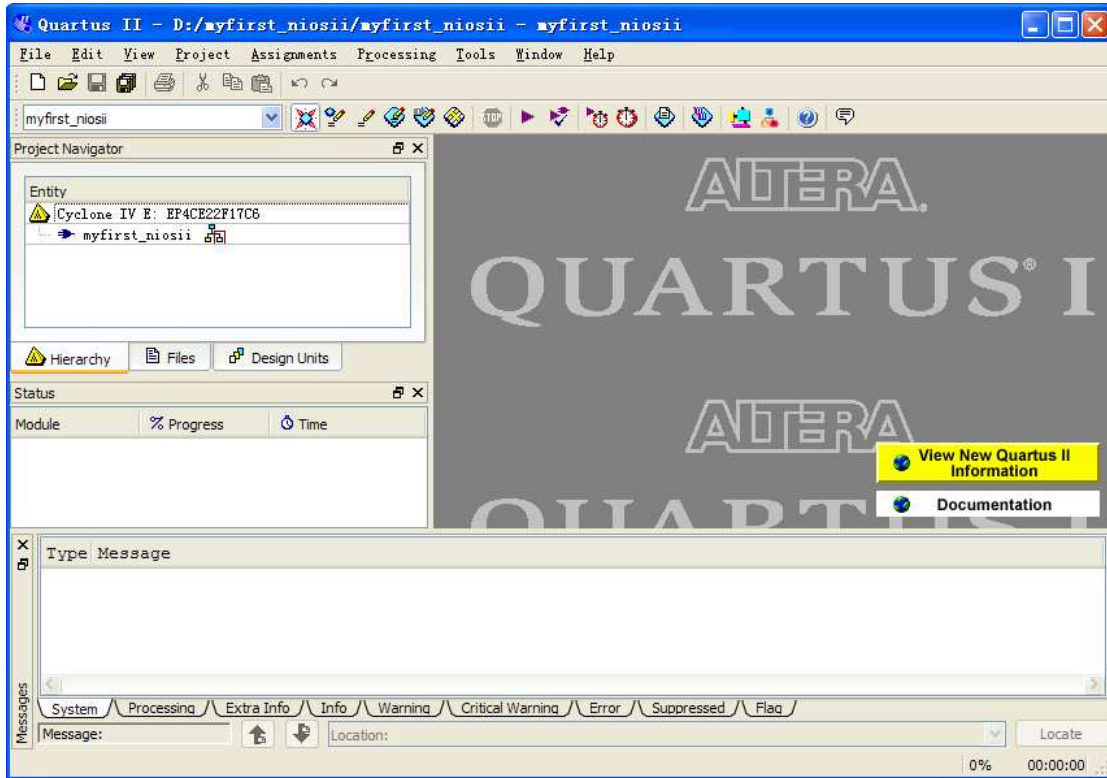 Quartus II - D:/myfirst_niosii/myfirst_niosii - myfirst_niosii
File Edit View Project Assignments Processing Tools Window Help
STOP
myfirst_niosii
Project Navigator
Entity
Cyclone IV E: EP4CE22F17C6
myfirst_niosii
Hierarchy Files Design Units
Status
Module % Progress Time
ALTERA.
QUARTUS® I
ALTERA
QUARTUS I
View New Quartus II
Information
Documentation
Type Message
Messages
System Processing Extra Info Info Warning Critical Warning Error Suppressed Flag
Message: Location: Locate
0% 00:00:00